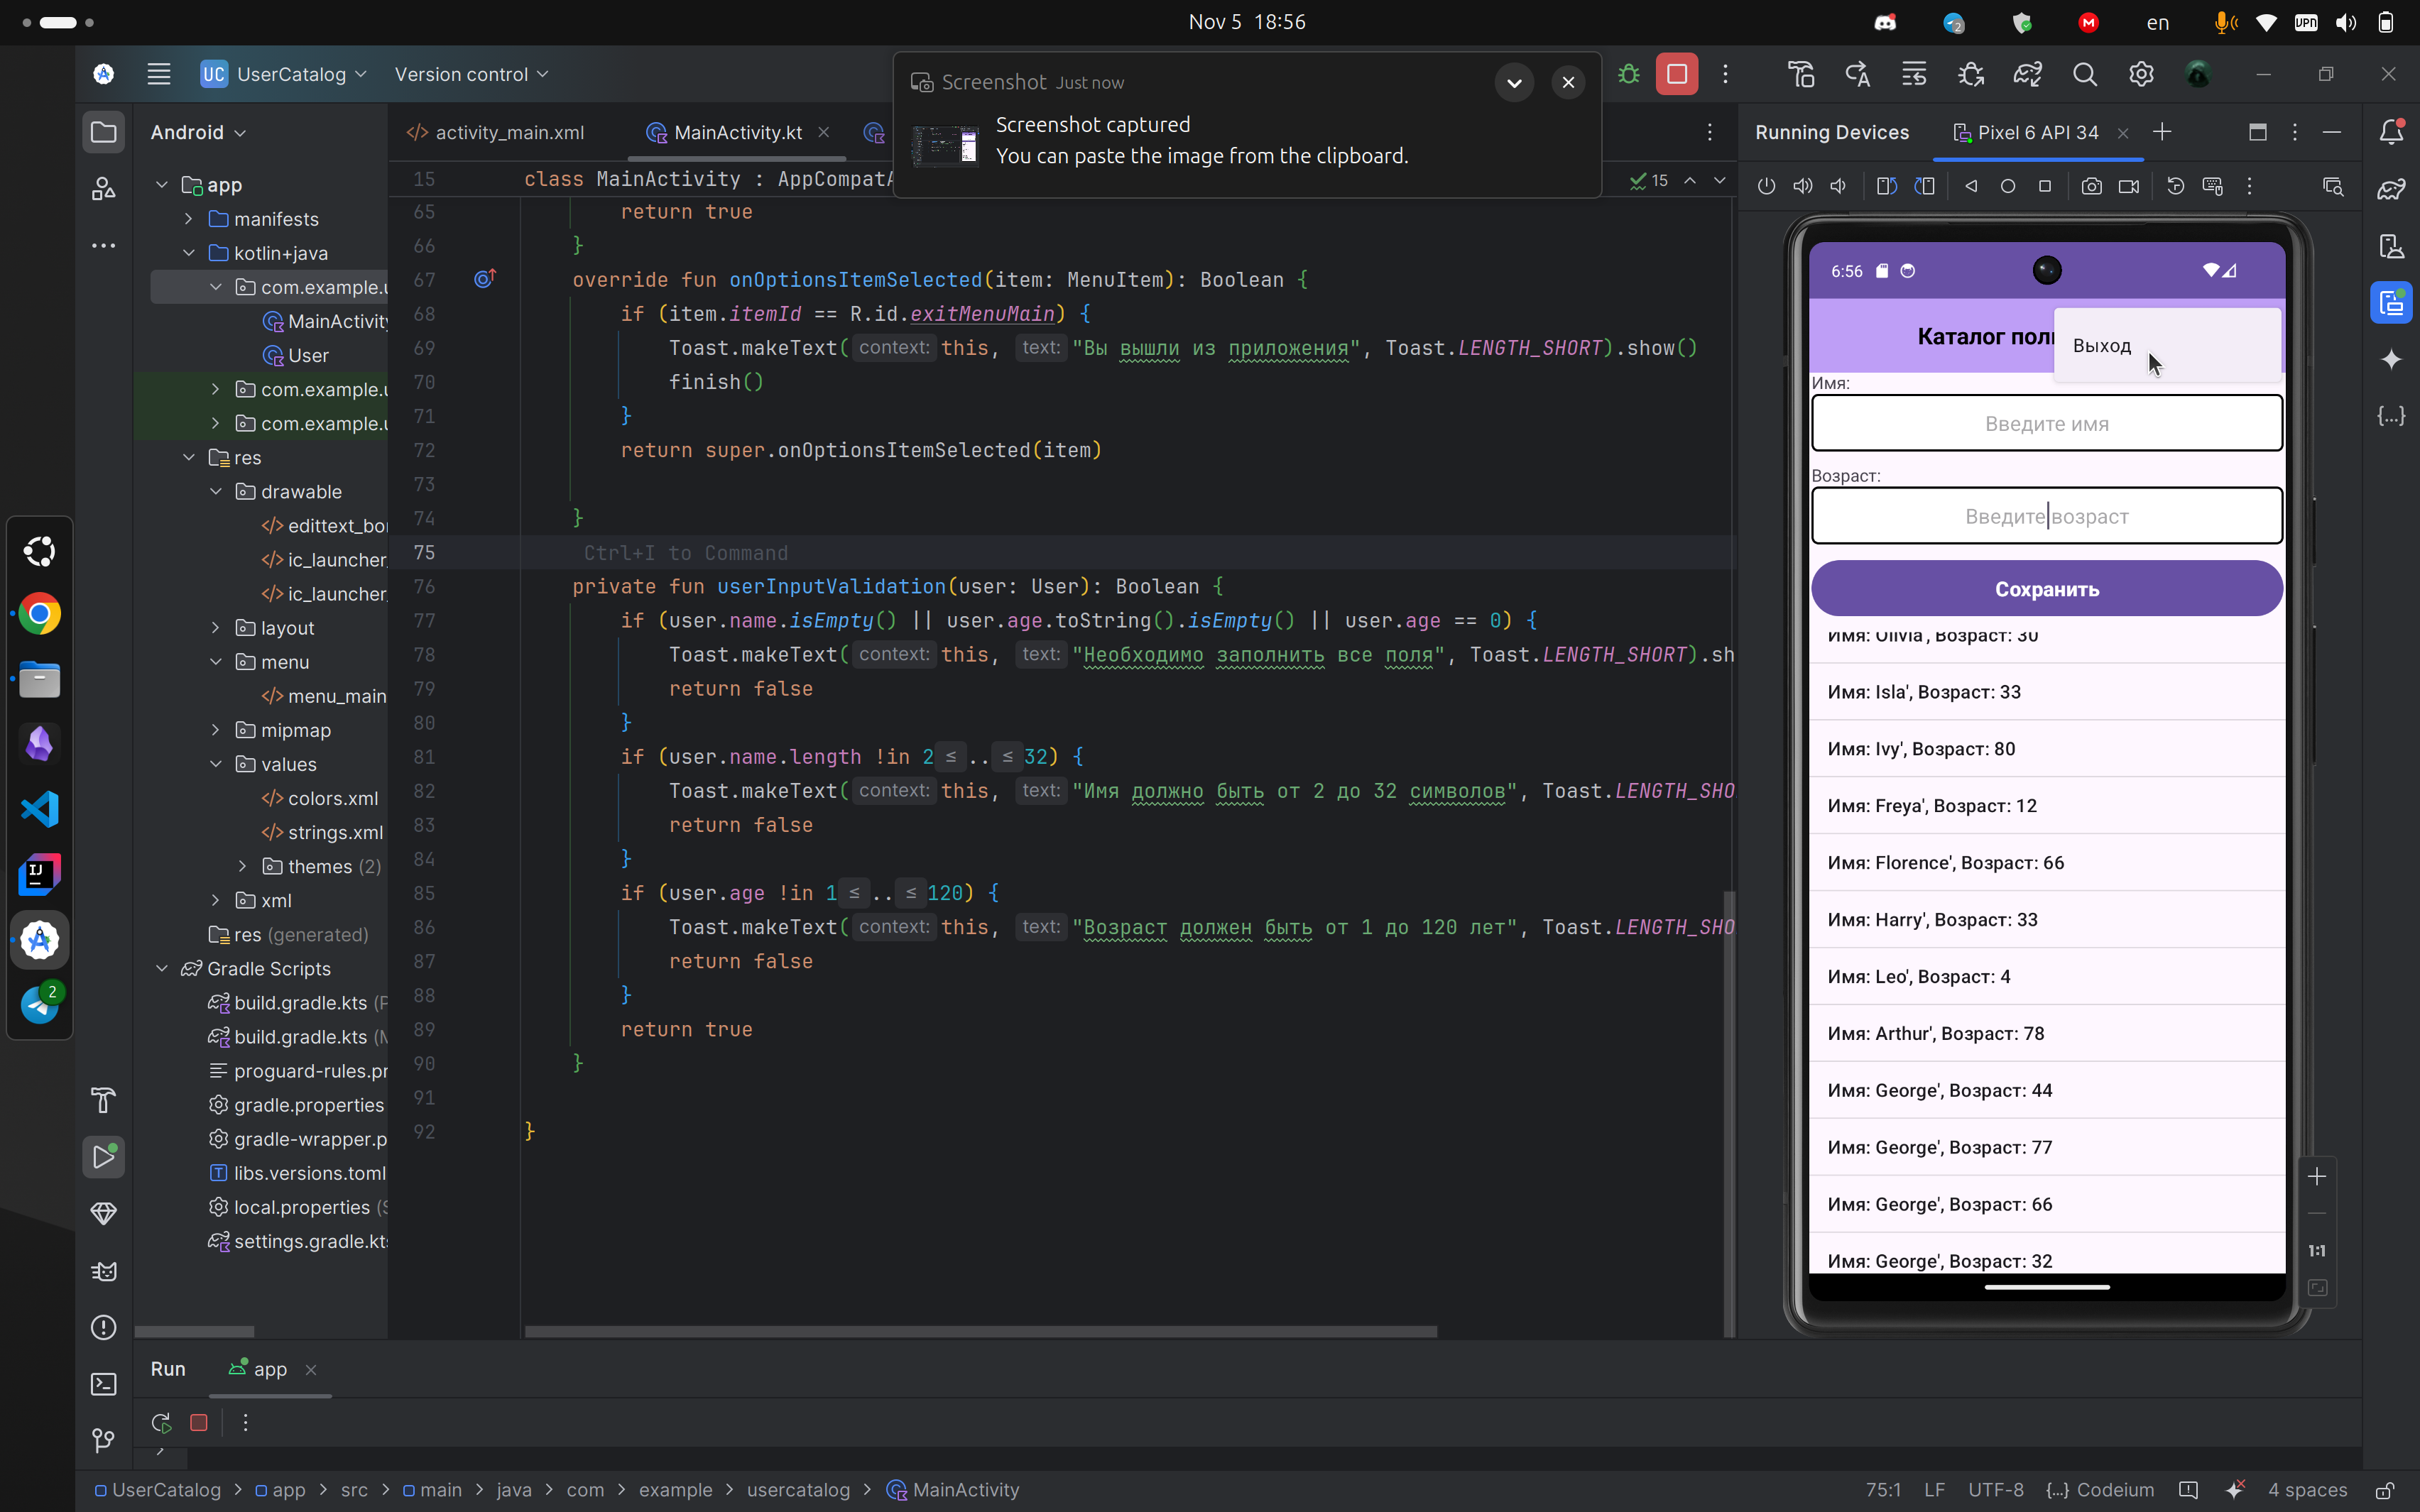 Nov 5 18:56
en
VPN
UC UserCatalog
Version control
Screenshot Just now
Screenshot captured
You can paste the image from the clipboard.
Android
activity_main.xml
MainActivity.kt
Running Devices
Pixel 6 API 34
15
app
manifests
kotlin+java
com.example.u
MainActivity
User
com.example.u
com.example.u
res
drawable
edittext_bor
ic_launcher_
ic_launcher_
layout
menu
menu_main
mipmap
values
colors.xml
strings.xml
themes (2)
xml
res (generated)
Gradle Scripts
build.gradle.kts (P
build.gradle.kts (M
proguard-rules.pr
gradle.properties
gradle-wrapper.p
libs.versions.toml
local.properties (S
settings.gradle.kts
15 class MainActivity : AppCompatA
65 return true
66 }
67 override fun onOptionsItemSelected(item: MenuItem): Boolean {
68 if (item.itemId == R.id.exitMenuMain) {
69 Toast.makeText( context: this, text: "Вы вышли из приложения", Toast.LENGTH_SHORT).show()
70 finish()
71 }
72 return super.onOptionsItemSelected(item)
73
74 }
75 Ctrl+I to Command
76 private fun userInputValidation(user: User): Boolean {
77 if (user.name.isEmpty() || user.age.toString().isEmpty() || user.age == 0) {
78 Toast.makeText( context: this, text: "Необходимо заполнить все поля", Toast.LENGTH_SHORT).sh
79 return false
80 }
81 if (user.name.length !in 2 ≤ .. ≤ 32) {
82 Toast.makeText( context: this, text: "Имя должно быть от 2 до 32 символов", Toast.LENGTH_SHO
83 return false
84 }
85 if (user.age !in 1 ≤ .. ≤ 120) {
86 Toast.makeText( context: this, text: "Возраст должен быть от 1 до 120 лет", Toast.LENGTH_SHO
87 return false
88 }
89 return true
90 }
91
92 }
6:56
Каталог пол
Выход
Имя:
Введите имя
Возраст:
Введите возраст
Сохранить
Имя: Olivia', Возраст: 30
Имя: Isla', Возраст: 33
Имя: Ivy', Возраст: 80
Имя: Freya', Возраст: 12
Имя: Florence', Возраст: 66
Имя: Harry', Возраст: 33
Имя: Leo', Возраст: 4
Имя: Arthur', Возраст: 78
Имя: George', Возраст: 44
Имя: George', Возраст: 77
Имя: George', Возраст: 66
Имя: George', Возраст: 32
1:1
2
2
IJ
Run
app
UserCatalog > app > src > main > java > com > example > usercatalog > MainActivity
75:1 LF UTF-8 {...} Codeium 4 spaces